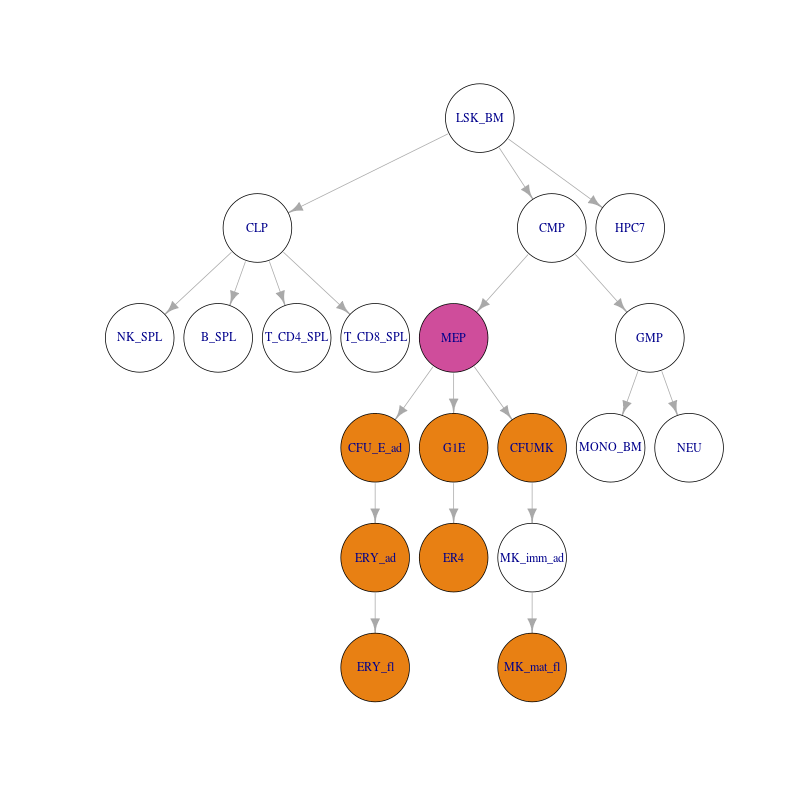 LSK_BM
CLP
CMP
HPC7
NK_SPL
B_SPL
T_CD4_SPL
T_CD8_SPL
MEP
GMP
CFU_E_ad
G1E
CFUMK
MONO_BM
NEU
ERY_ad
ER4
MK_imm_ad
ERY_fl
MK_mat_fl